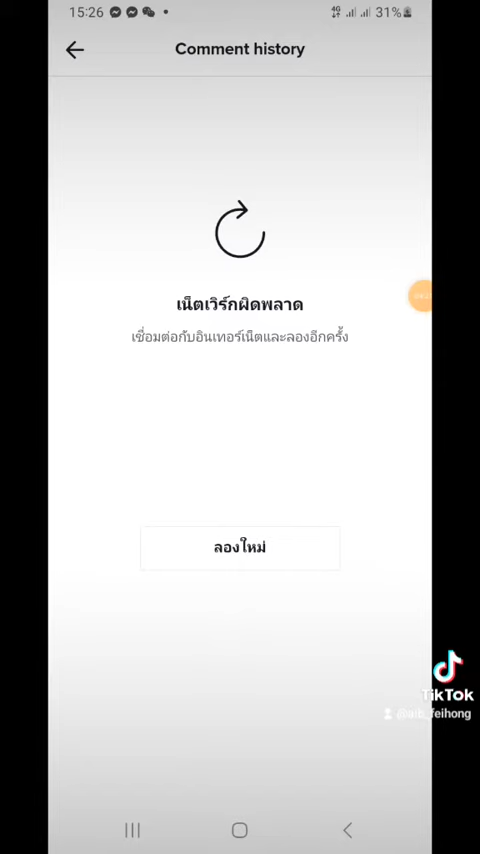 15:26
4G
31%
Comment history
เน็ตเวิร์กผิดพลาด
เชื่อมต่อกับอินเทอร์เน็ตและลองอีกครั้ง
ลองใหม่
TikTok